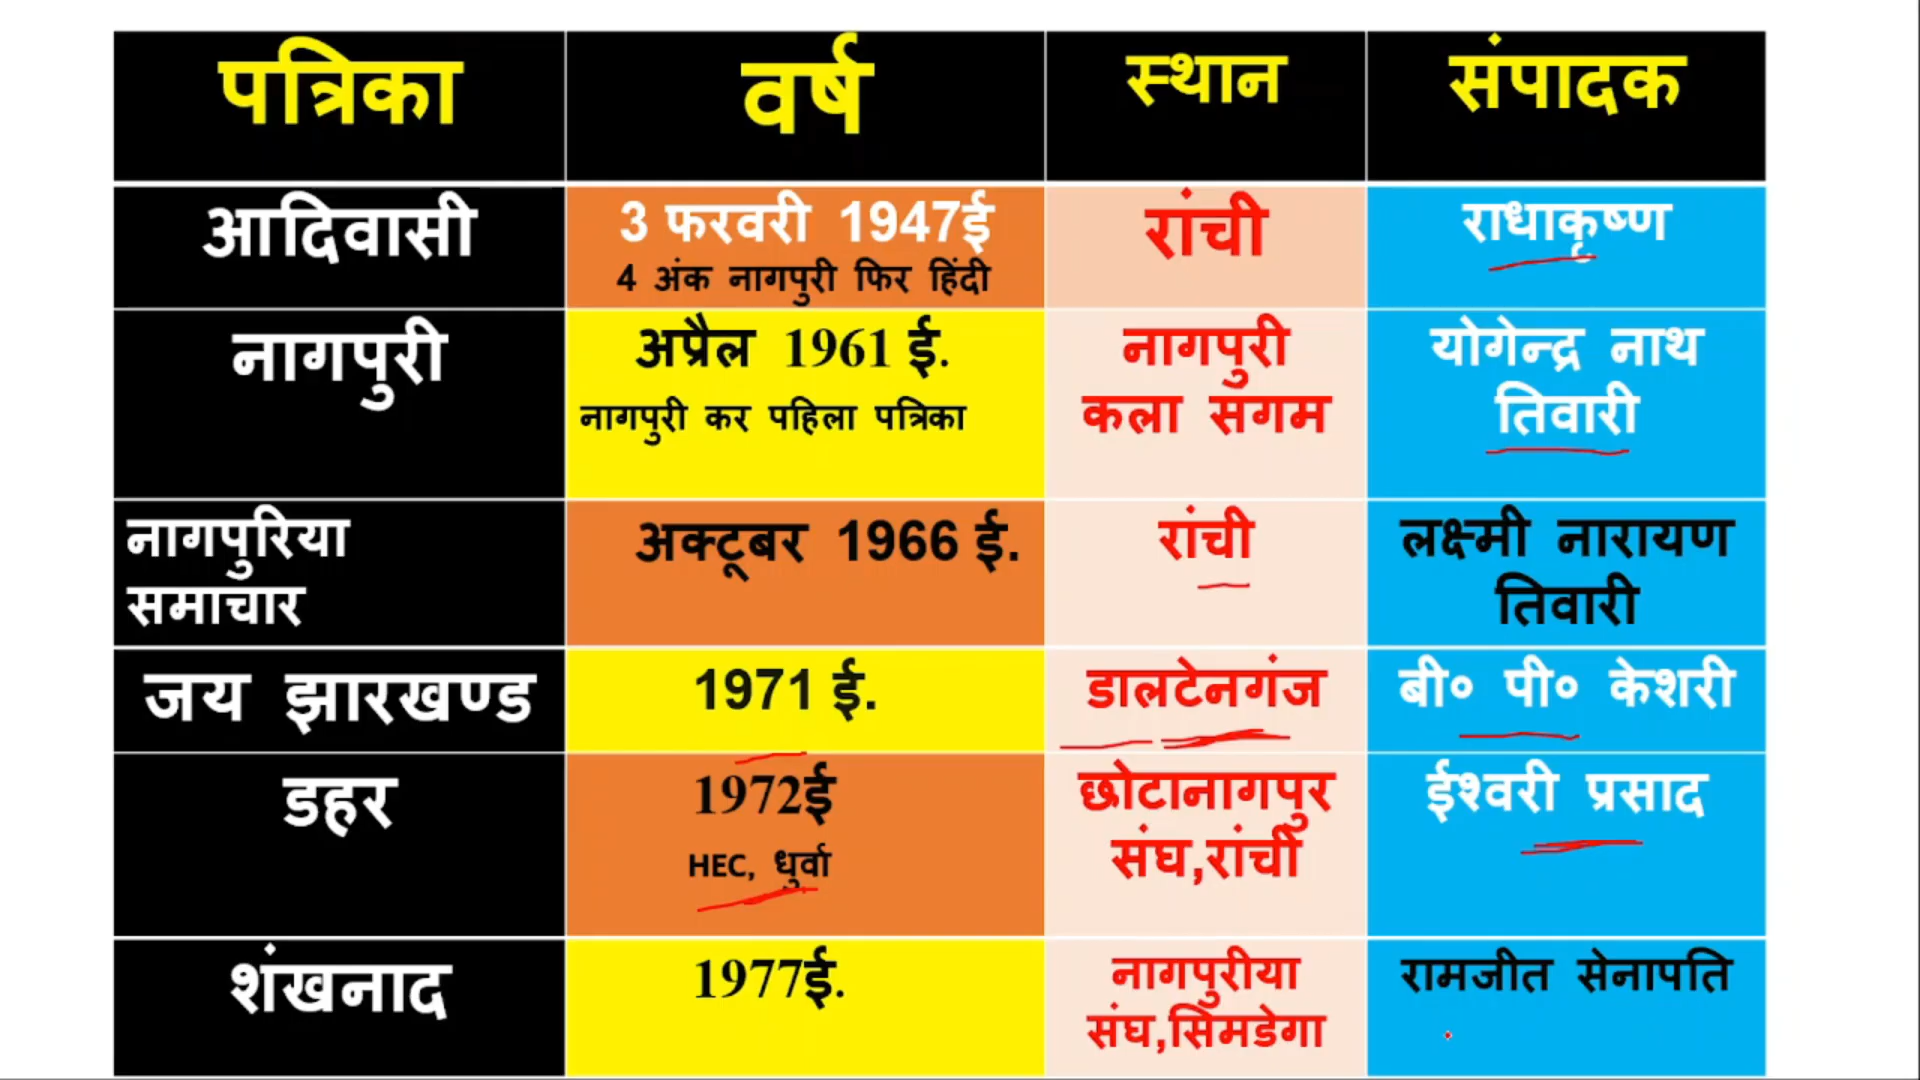 पत्रिका वर्ष स्थान संपादक
आदिवासी 3 फरवरी 1947ई रांची राधाकृष्ण
4 अंक नागपुरी फिर हिंदी
नागपुरी अप्रैल 1961 ई. नागपुरी योगेन्द्र नाथ
नागपुरी कर पहिला पत्रिका कला संगम तिवारी
नागपुरिया अक्टूबर 1966 ई. रांची लक्ष्मी नारायण
समाचार तिवारी
जय झारखण्ड 1971 ई. डालटेनगंज बी० पी० केशरी
डहर 1972ई छोटानागपुर ईश्वरी प्रसाद
HEC, धुर्वा संघ,रांची
शंखनाद 1977ई. नागपुरीया रामजीत सेनापति
संघ,सिमडेगा